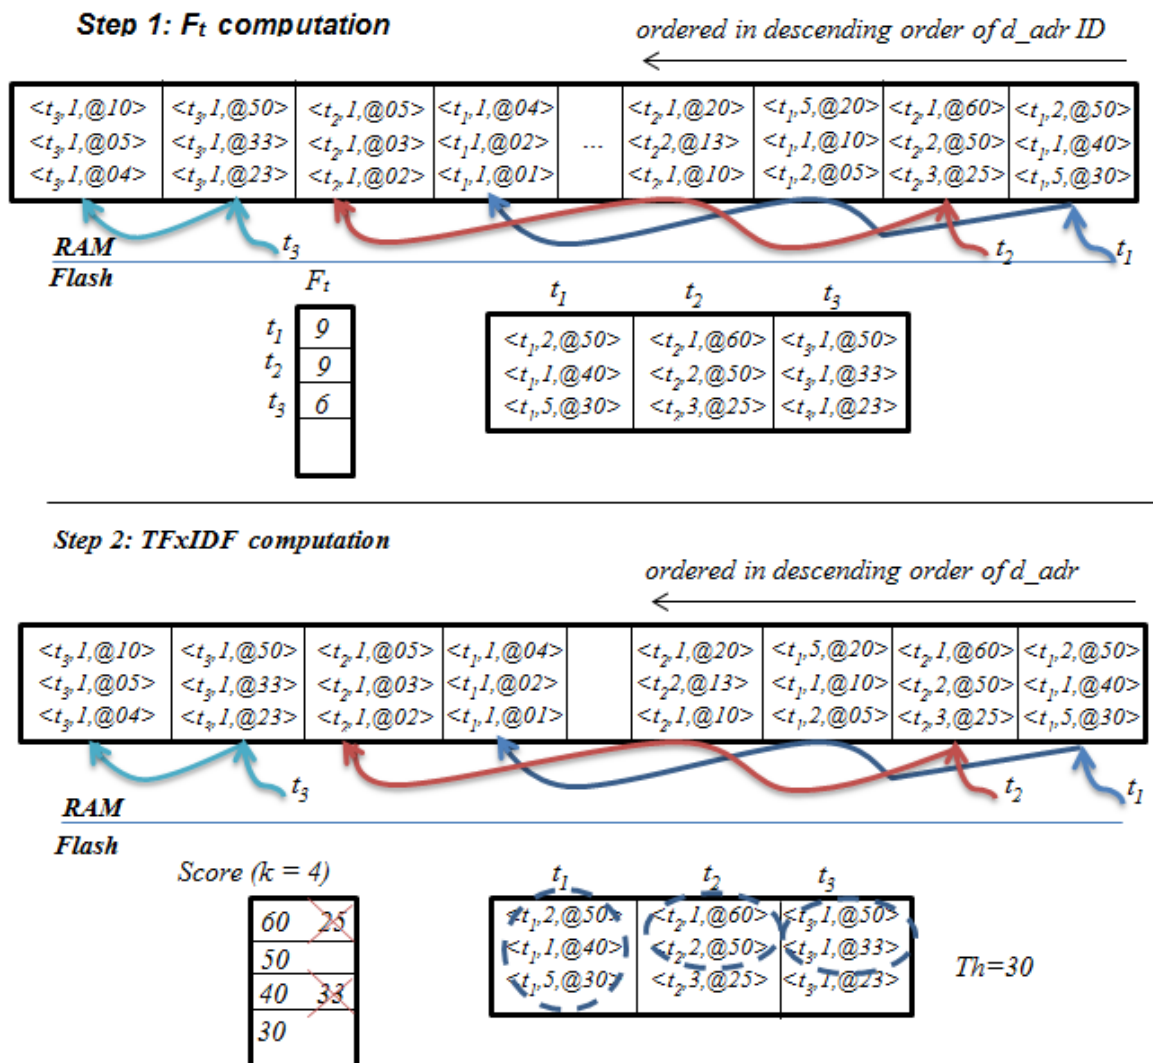 Step 1: Ft computation
ordered in descending order of d_adr ID
<t3,1,@10> <t3,1,@50> <t2,1,@05> <t1,1,@04> <t2,1,@20> <t1,5,@20> <t2,1,@60> <t1,2,@50>
<t3,1,@05> <t3,1,@33> <t2,1,@03> <t11,@02> ... <t22,@13> <t1,1,@10> <t2,2,@50> <t1,1,@40>
<t3,1,@04> <t3,1,@23> <t2,1,@02> <t1,1,@01> <t2,1,@10> <t1,2,@05> <t2,3,@25> <t1,5,@30>
RAM t3 t2 t1
Flash
Ft t1 t2 t3
t1 9
t2 9
t3 6
<t1,2,@50> <t2,1,@60> <t3,1,@50>
<t1,1,@40> <t2,2,@50> <t3,1,@33>
<t1,5,@30> <t2,3,@25> <t3,1,@23>
Step 2: TFxIDF computation
ordered in descending order of d_adr
<t3,1,@10> <t3,1,@50> <t2,1,@05> <t1,1,@04> <t2,1,@20> <t1,5,@20> <t2,1,@60> <t1,2,@50>
<t3,1,@05> <t3,1,@33> <t2,1,@03> <t11,@02> <t22,@13> <t1,1,@10> <t2,2,@50> <t1,1,@40>
<t3,1,@04> <t3,1,@23> <t2,1,@02> <t1,1,@01> <t2,1,@10> <t1,2,@05> <t2,3,@25> <t1,5,@30>
t3 t2 t1
RAM
Flash
Score (k = 4) t1 t2 t3
60 25
50
40 33
30
<t1,2,@50> <t2,1,@60> <t3,1,@50>
<t1,1,@40> <t2,2,@50> <t3,1,@33>
<t1,5,@30> <t2,3,@25> <t3,1,@23>
Th=30